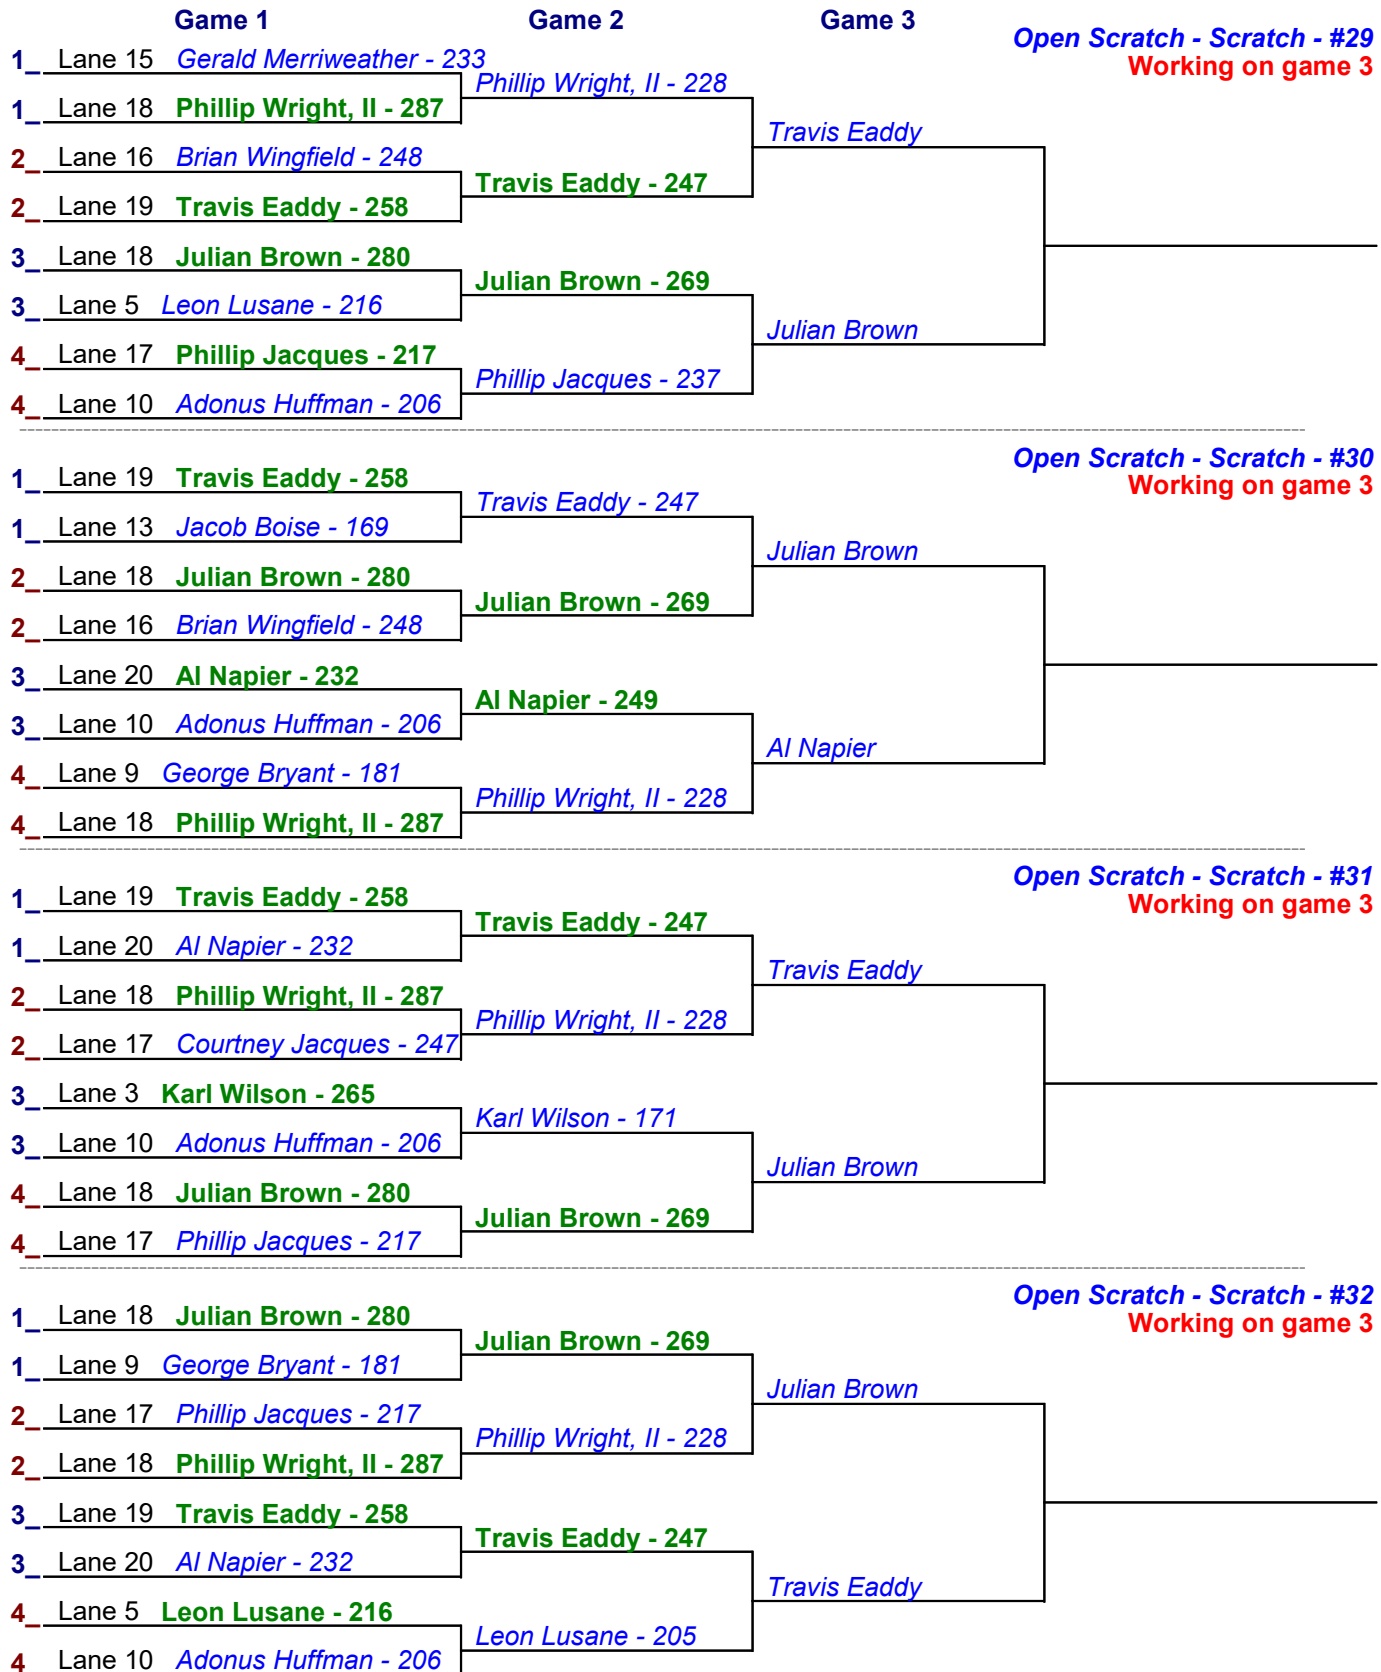 Game 1 Game 2 Game 3
Open Scratch - Scratch - #29
Working on game 3
1_ Lane 15 Gerald Merriweather - 233
Phillip Wright, II - 228
1_ Lane 18 Phillip Wright, II - 287
Travis Eaddy
2_ Lane 16 Brian Wingfield - 248
Travis Eaddy - 247
2_ Lane 19 Travis Eaddy - 258
3_ Lane 18 Julian Brown - 280
Julian Brown - 269
3_ Lane 5 Leon Lusane - 216
Julian Brown
4_ Lane 17 Phillip Jacques - 217
Phillip Jacques - 237
4_ Lane 10 Adonus Huffman - 206
Open Scratch - Scratch - #30
Working on game 3
1_ Lane 19 Travis Eaddy - 258
Travis Eaddy - 247
1_ Lane 13 Jacob Boise - 169
Julian Brown
2_ Lane 18 Julian Brown - 280
Julian Brown - 269
2_ Lane 16 Brian Wingfield - 248
3_ Lane 20 Al Napier - 232
Al Napier - 249
3_ Lane 10 Adonus Huffman - 206
Al Napier
4_ Lane 9 George Bryant - 181
Phillip Wright, II - 228
4_ Lane 18 Phillip Wright, II - 287
Open Scratch - Scratch - #31
Working on game 3
1_ Lane 19 Travis Eaddy - 258
Travis Eaddy - 247
1_ Lane 20 Al Napier - 232
Travis Eaddy
2_ Lane 18 Phillip Wright, II - 287
Phillip Wright, II - 228
2_ Lane 17 Courtney Jacques - 247
3_ Lane 3 Karl Wilson - 265
Karl Wilson - 171
3_ Lane 10 Adonus Huffman - 206
Julian Brown
4_ Lane 18 Julian Brown - 280
Julian Brown - 269
4_ Lane 17 Phillip Jacques - 217
Open Scratch - Scratch - #32
Working on game 3
1_ Lane 18 Julian Brown - 280
Julian Brown - 269
1_ Lane 9 George Bryant - 181
Julian Brown
2_ Lane 17 Phillip Jacques - 217
Phillip Wright, II - 228
2_ Lane 18 Phillip Wright, II - 287
3_ Lane 19 Travis Eaddy - 258
Travis Eaddy - 247
3_ Lane 20 Al Napier - 232
Travis Eaddy
4_ Lane 5 Leon Lusane - 216
Leon Lusane - 205
4 Lane 10 Adonus Huffman - 206